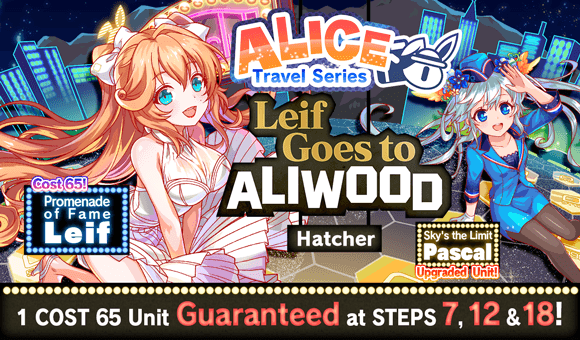 ALICE
Travel Series
Leif
Goes to
ALIWOOD
Hatcher
Cost 65!
Promenade
of Fame
Leif
Sky's the Limit
Pascal
Upgraded Unit!
1 COST 65 Unit Guaranteed at STEPS 7, 12 & 18!